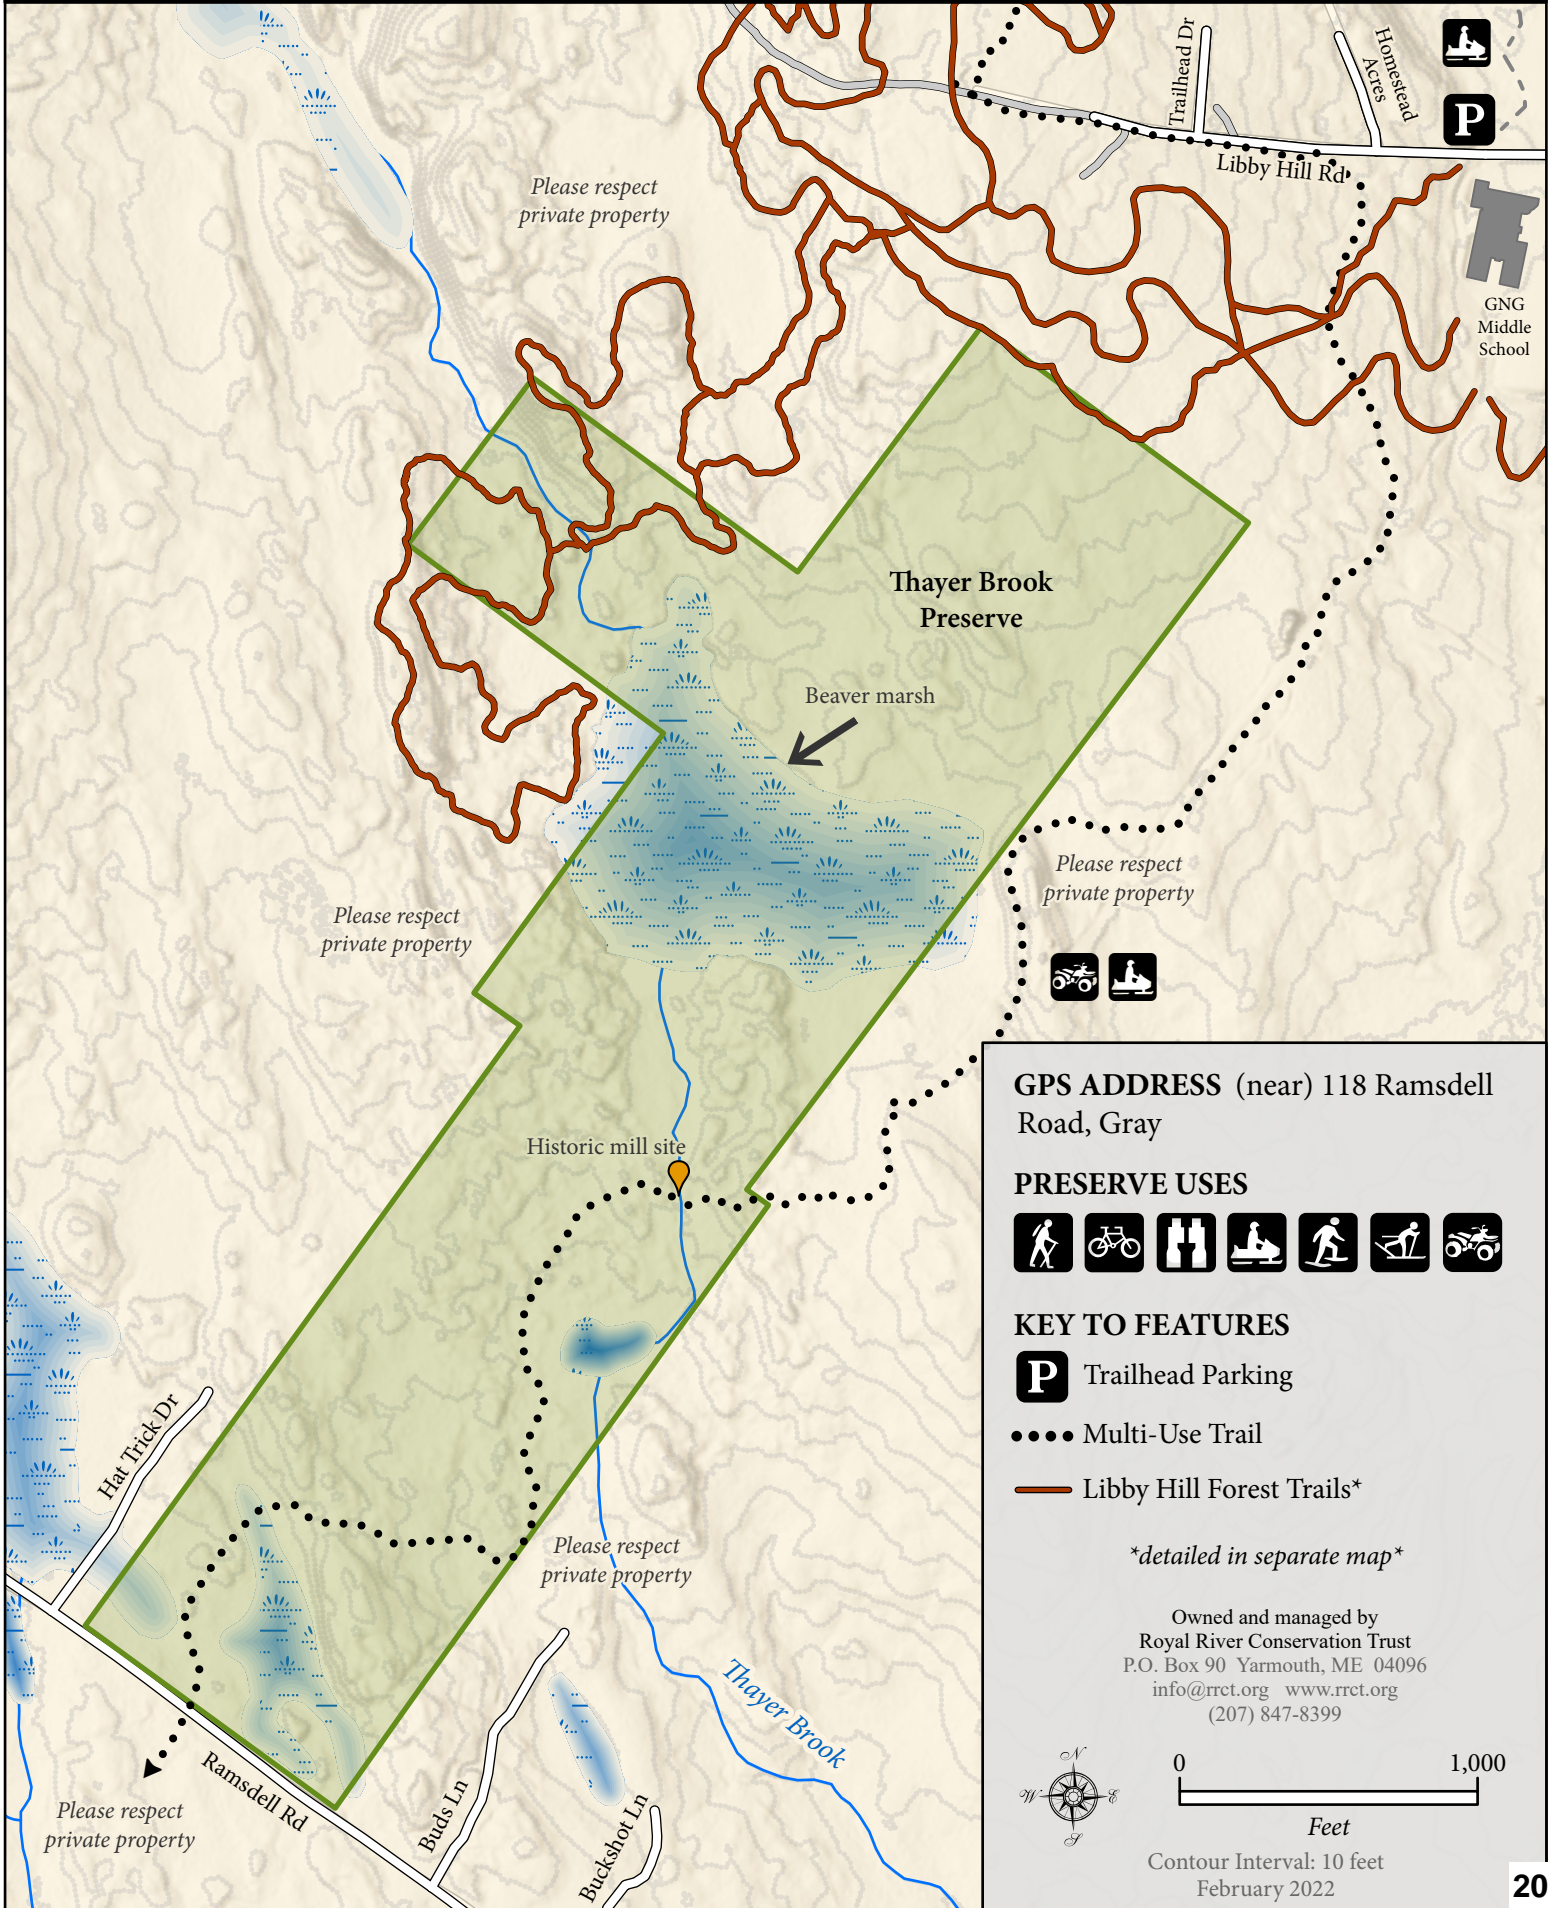 Trailhead Dr
Homestead
Acres
P
Libby Hill Rd
Please respect
private property
GNG
Middle
School
Thayer Brook
Preserve
Beaver marsh
Please respect
private property
Please respect
private property
Historic mill site
Hat Trick Dr
Please respect
private property
Thayer Brook
Ramsdell Rd
Buds Ln
Buckshot Ln
Please respect
private property
GPS ADDRESS (near) 118 Ramsdell
Road, Gray
PRESERVE USES
KEY TO FEATURES
P Trailhead Parking
Multi-Use Trail
Libby Hill Forest Trails*
*detailed in separate map*
Owned and managed by
Royal River Conservation Trust
P.O. Box 90 Yarmouth, ME 04096
info@rrct.org www.rrct.org
(207) 847-8399
N
W E
S
0 1,000
Feet
Contour Interval: 10 feet
February 2022
20